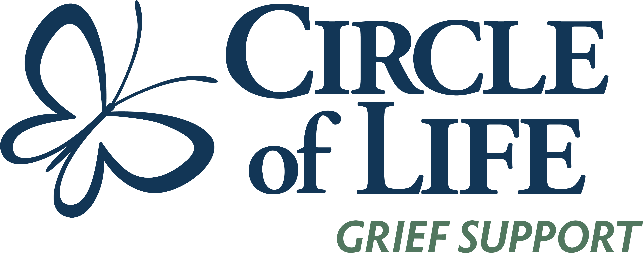 CIRCLE
of LIFE
GRIEF SUPPORT